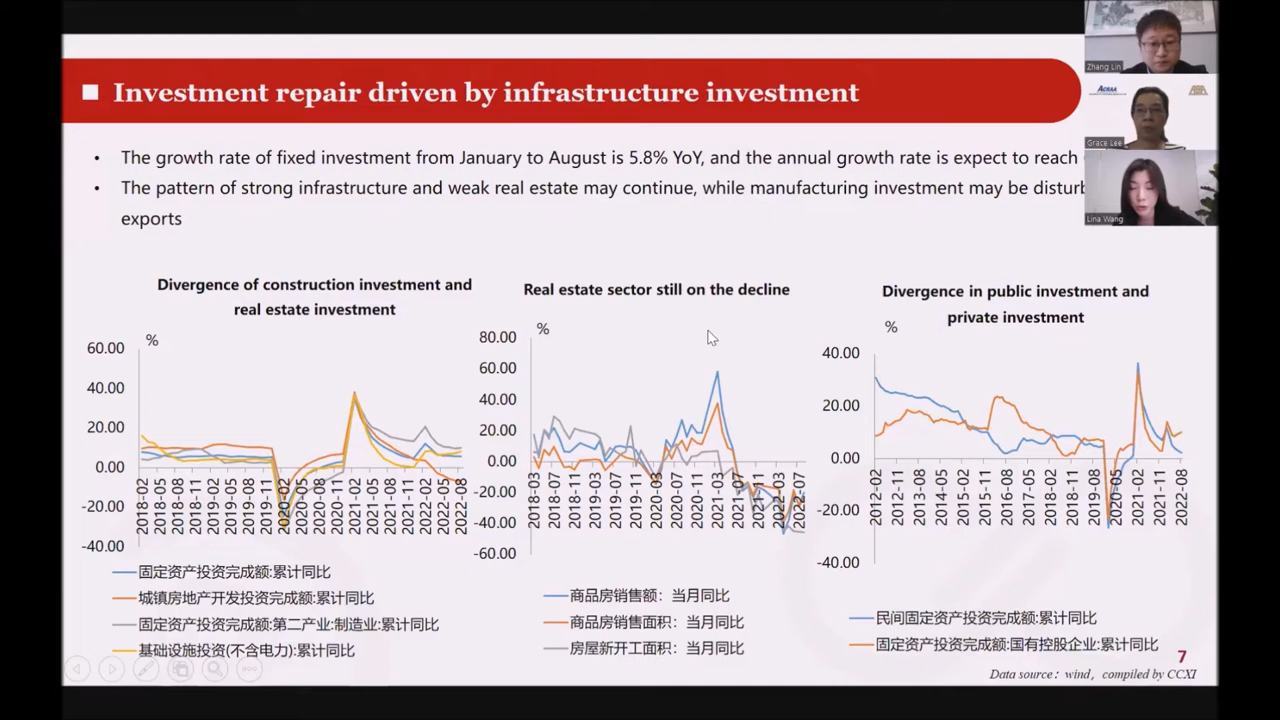 Investment repair driven by infrastructure investment
• The growth rate of fixed investment from January to August is 5.8% YoY, and the annual growth rate is expect to reach
• The pattern of strong infrastructure and weak real estate may continue, while manufacturing investment may be
exports
Zhang Lin
ACRAA
Grace Lee
Lina Wang
Divergence of construction investment and
real estate investment
%
60.00
40.00
20.00
0.00
-20.00
-40.00
2018-02 2018-05 2018-08 2018-11 2019-02 2019-05 2019-08 2019-11 2020-02 2020-05 2020-08 2020-11 2021-02 2021-05 2021-08 2021-11 2022-02 2022-05 2022-08
固定资产投资完成额:累计同比
城镇房地产开发投资完成额:累计同比
固定资产投资完成额:第二产业:制造业:累计同比
基础设施投资(不含电力):累计同比
Real estate sector still on the decline
%
80.00
60.00
40.00
20.00
0.00
-20.00
-40.00
-60.00
2018-03 2018-07 2018-11 2019-03 2019-07 2019-11 2020-03 2020-07 2020-11 2021-03 2021-07 2021-11 2022-03 2022-07
商品房销售额：当月同比
商品房销售面积：当月同比
房屋新开工面积：当月同比
Divergence in public investment and
private investment
%
40.00
20.00
0.00
-20.00
-40.00
2012-02 2012-11 2013-08 2014-05 2015-02 2015-11 2016-08 2017-05 2018-02 2018-11 2019-08 2020-05 2021-02 2021-11 2022-08
民间固定资产投资完成额:累计同比
固定资产投资完成额:国有控股企业:累计同比
7
Data source：wind，compiled by CCXI